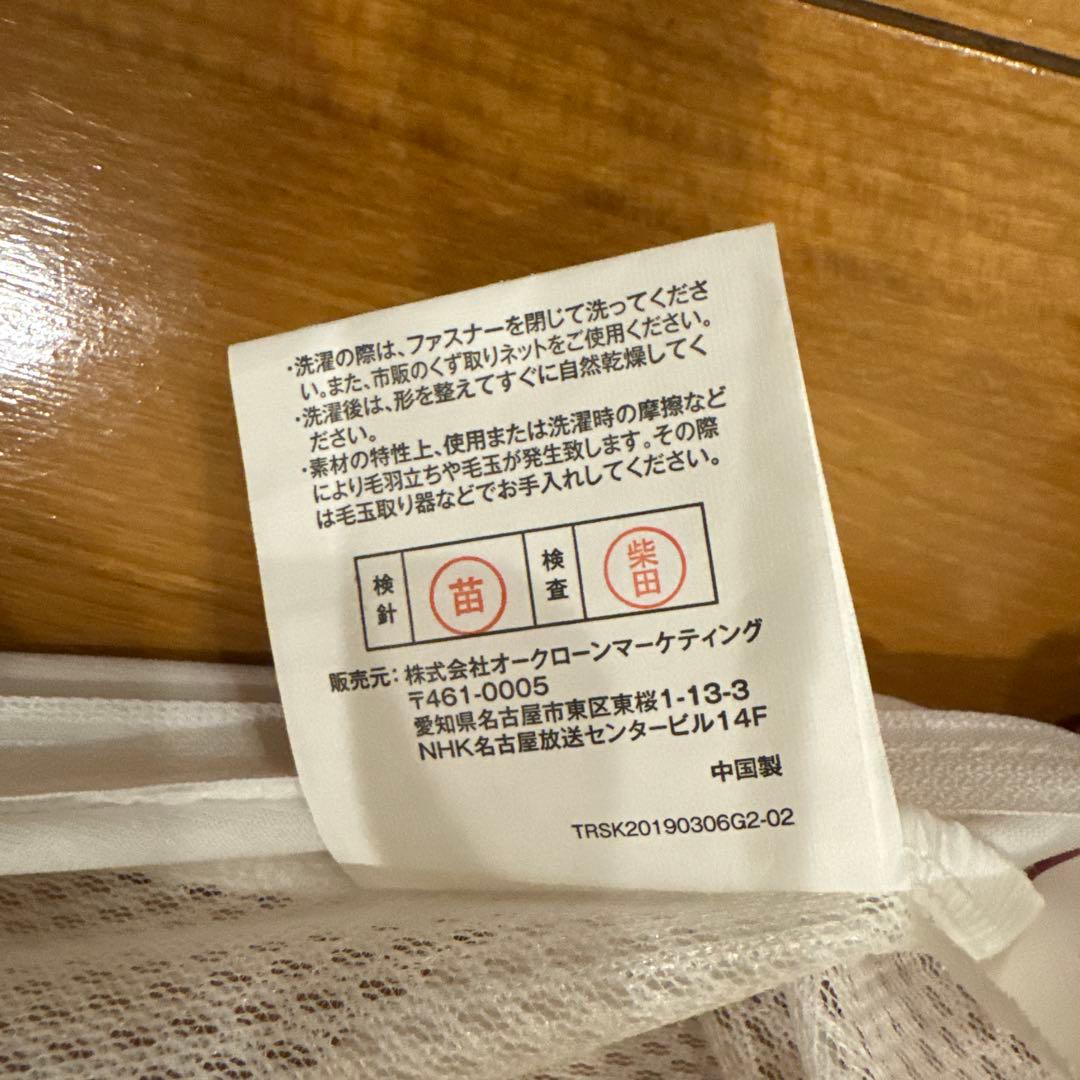 ・洗濯の際は、ファスナーを閉じて洗ってくださ
い。また、市販のくず取りネットをご使用ください。
・洗濯後は、形を整えてすぐに自然乾燥してく
ださい。
・素材の特性上、使用または洗濯時の摩擦など
により毛羽立ちや毛玉が発生致します。その際
は毛玉取り器などでお手入れしてください。
検針 苗 検査 柴田
販売元：株式会社オークローンマーケティング
〒461-0005
愛知県名古屋市東区東桜1-13-3
NHK名古屋放送センタービル14F
中国製
TRSK20190306G2-02